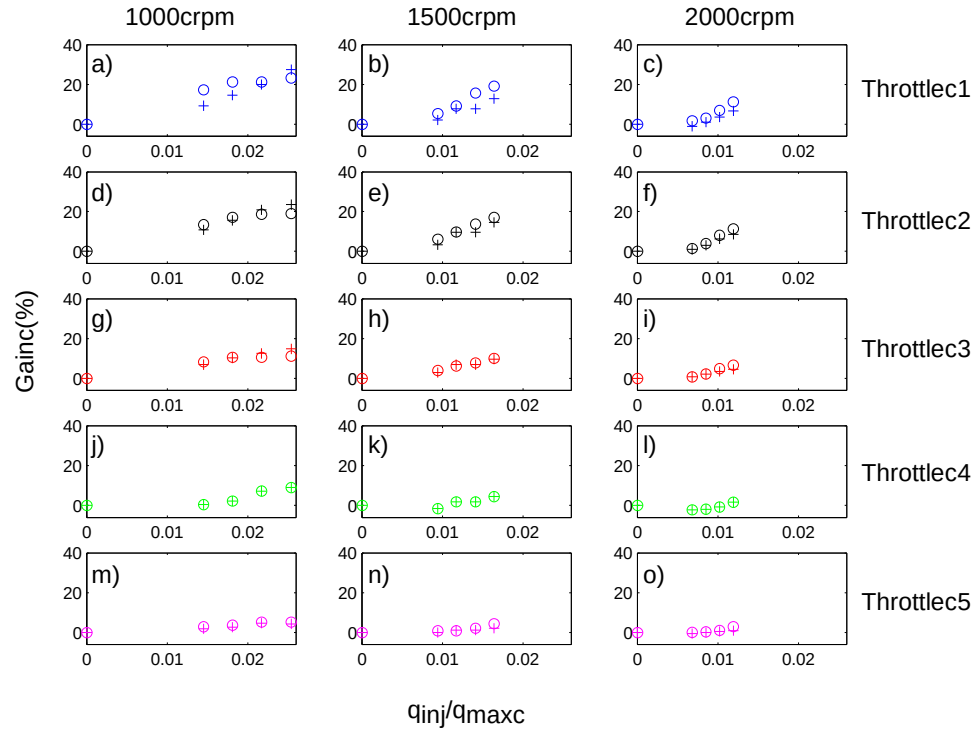 1000crpm 1500crpm 2000crpm
a) b) c)
40 40 40
20 20 20 Throttlec1
0 0 0
0 0.01 0.02 0 0.01 0.02 0 0.01 0.02
d) e) f)
40 40 40
20 20 20 Throttlec2
0 0 0
0 0.01 0.02 0 0.01 0.02 0 0.01 0.02
Gainc(%)
g) h) i)
40 40 40
20 20 20 Throttlec3
0 0 0
0 0.01 0.02 0 0.01 0.02 0 0.01 0.02
j) k) l)
40 40 40
20 20 20 Throttlec4
0 0 0
0 0.01 0.02 0 0.01 0.02 0 0.01 0.02
m) n) o)
40 40 40
20 20 20 Throttlec5
0 0 0
0 0.01 0.02 0 0.01 0.02 0 0.01 0.02
qinj/qmaxc